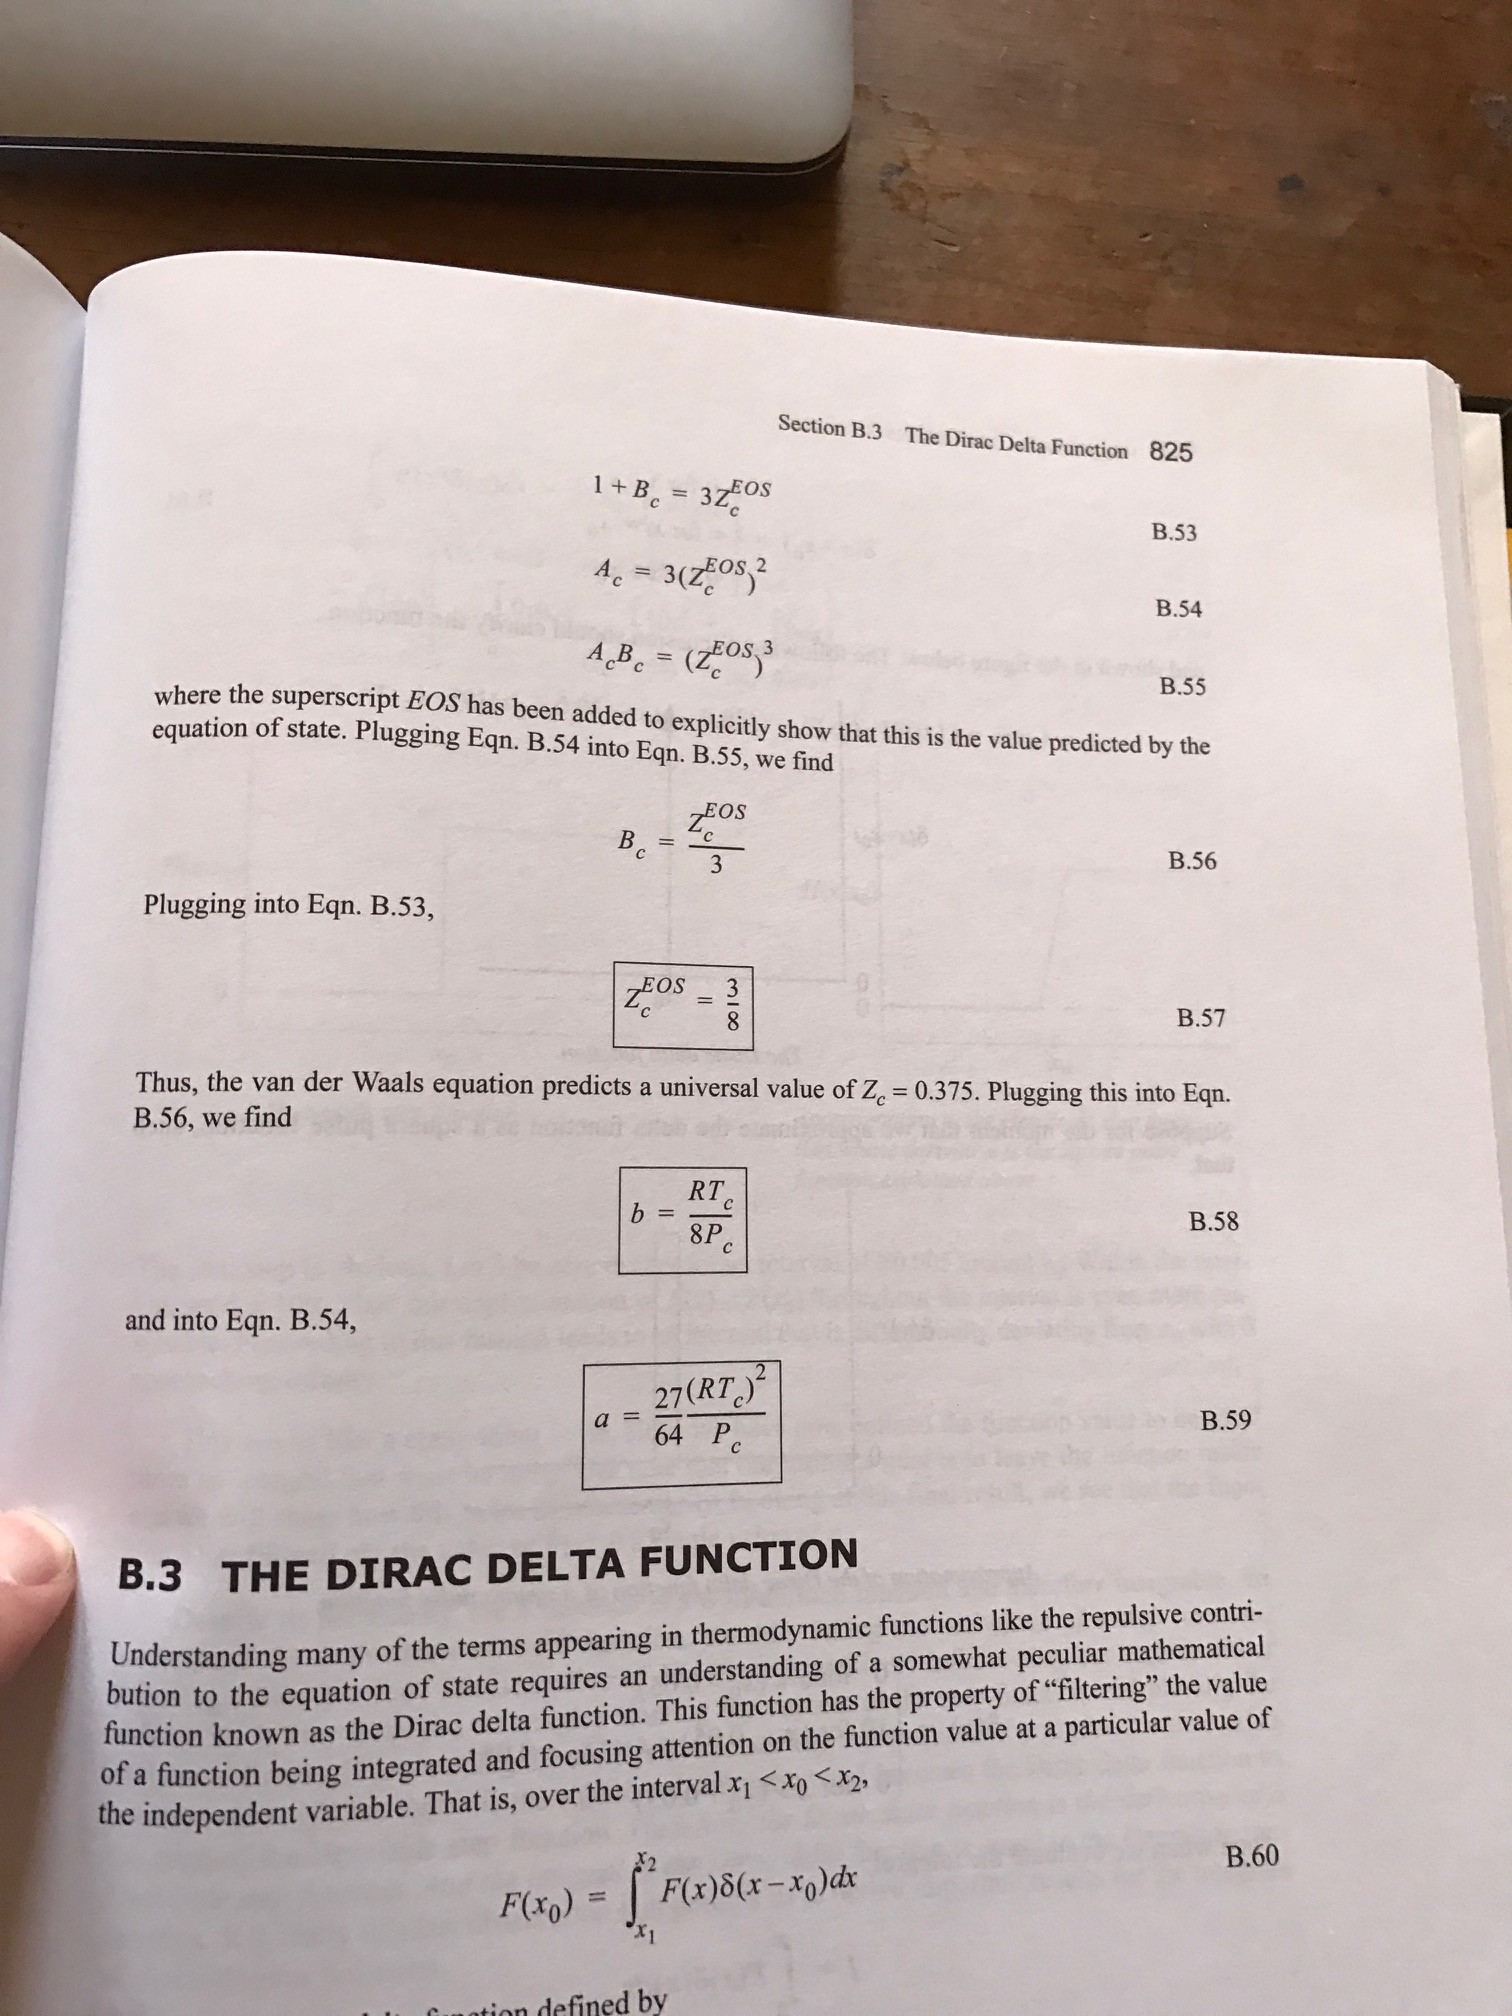 Section B.3 The Dirac Delta Function 825
1 + B_c = 3Z_c^{EOS} B.53
A_c = 3(Z_c^{EOS})^2 B.54
A_cB_c = (Z_c^{EOS})^3 B.55
where the superscript EOS has been added to explicitly show that this is the value predicted by the
equation of state. Plugging Eqn. B.54 into Eqn. B.55, we find
B_c = \frac{Z_c^{EOS}}{3} B.56
Plugging into Eqn. B.53,
Z_c^{EOS} = \frac{3}{8} B.57
Thus, the van der Waals equation predicts a universal value of Z_c = 0.375. Plugging this into Eqn.
B.56, we find
b = \frac{RT_c}{8P_c} B.58
and into Eqn. B.54,
a = \frac{27}{64}\frac{(RT_c)^2}{P_c} B.59
B.3 THE DIRAC DELTA FUNCTION
Understanding many of the terms appearing in thermodynamic functions like the repulsive contri-
bution to the equation of state requires an understanding of a somewhat peculiar mathematical
function known as the Dirac delta function. This function has the property of “filtering” the value
of a function being integrated and focusing attention on the function value at a particular value of
the independent variable. That is, over the interval x_1 < x_0 < x_2,
F(x_0) = \int_{x_1}^{x_2} F(x)δ(x – x_0)dx B.60
defined by